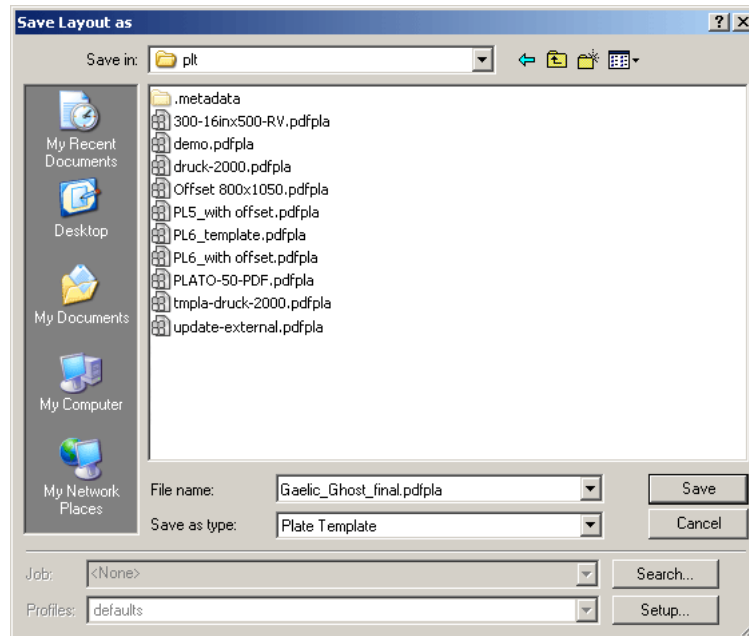 Save Layout as
Save in: plt
.metadata
300-16inx500-RV.pdfpla
demo.pdfpla
druck-2000.pdfpla
Offset 800x1050.pdfpla
PL5_with offset.pdfpla
PL6_template.pdfpla
PL6_with offset.pdfpla
PLATO-50-PDF.pdfpla
tmpla-druck-2000.pdfpla
update-external.pdfpla
My Recent
Documents
Desktop
My Documents
My Computer
My Network
Places
File name: Gaelic_Ghost_final.pdfpla Save
Save as type: Plate Template Cancel
Job: <None> Search...
Profiles: defaults Setup...